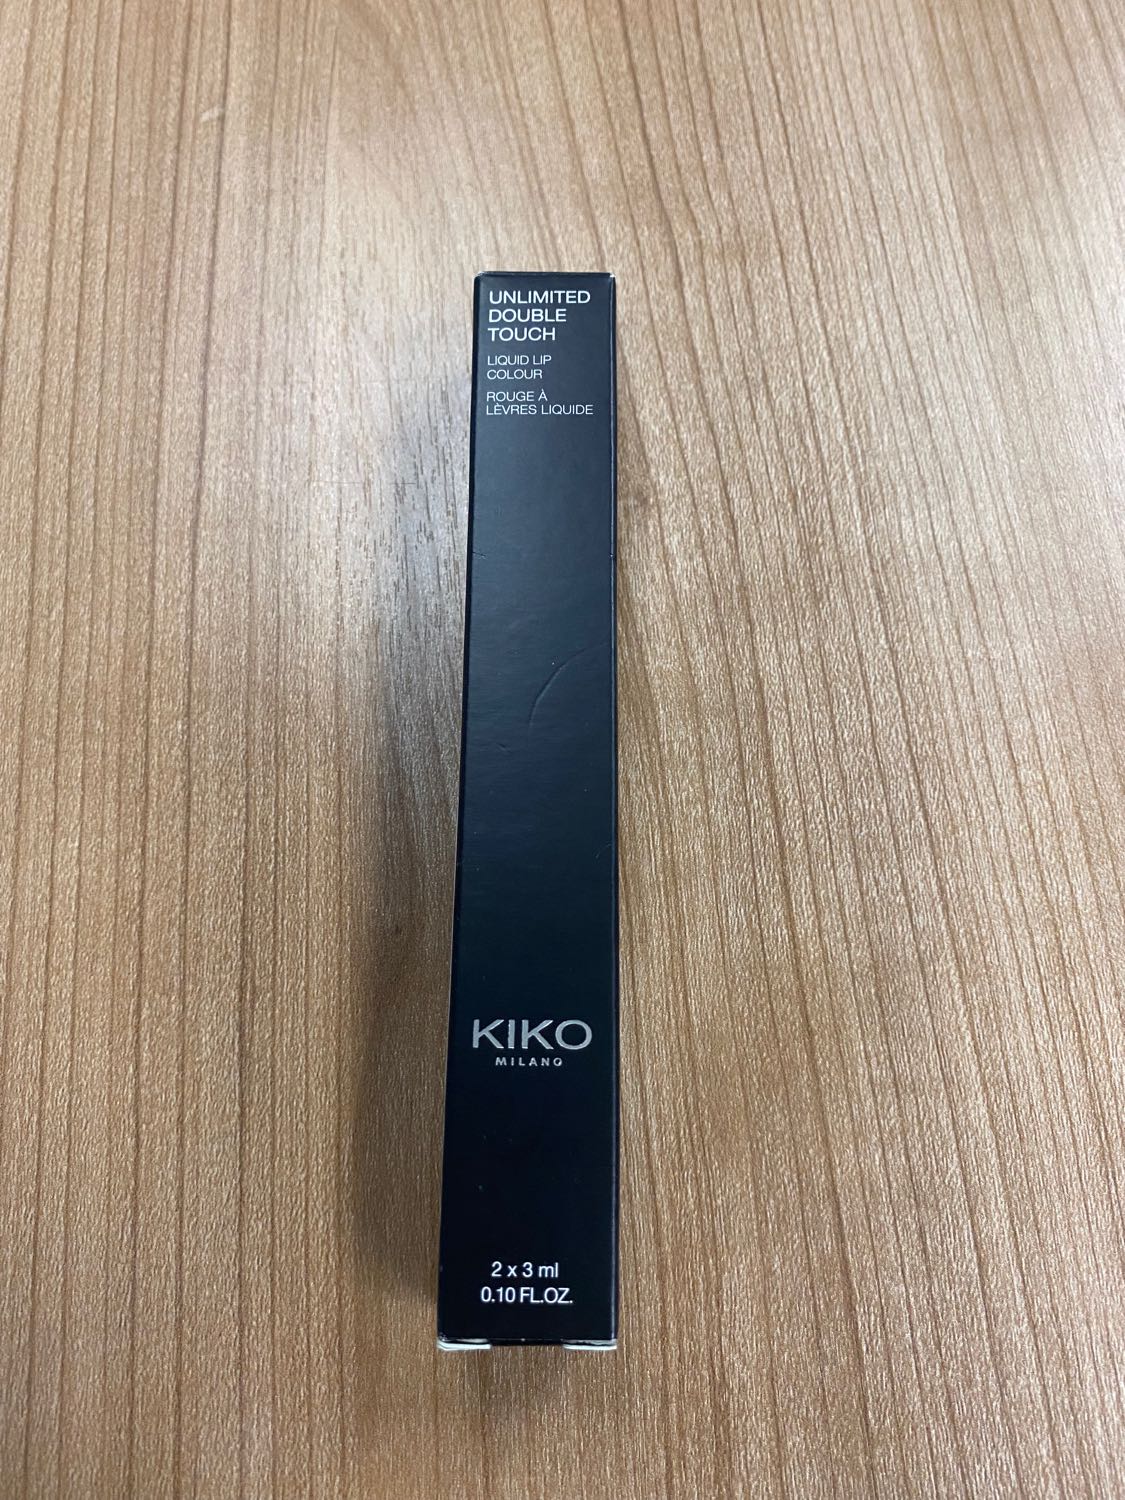 UNLIMITED
DOUBLE
TOUCH
LIQUID LIP
COLOUR
ROUGE À
LÈVRES LIQUIDE
KIKO
MILANO
2 x 3 ml
0.10 FL.OZ.